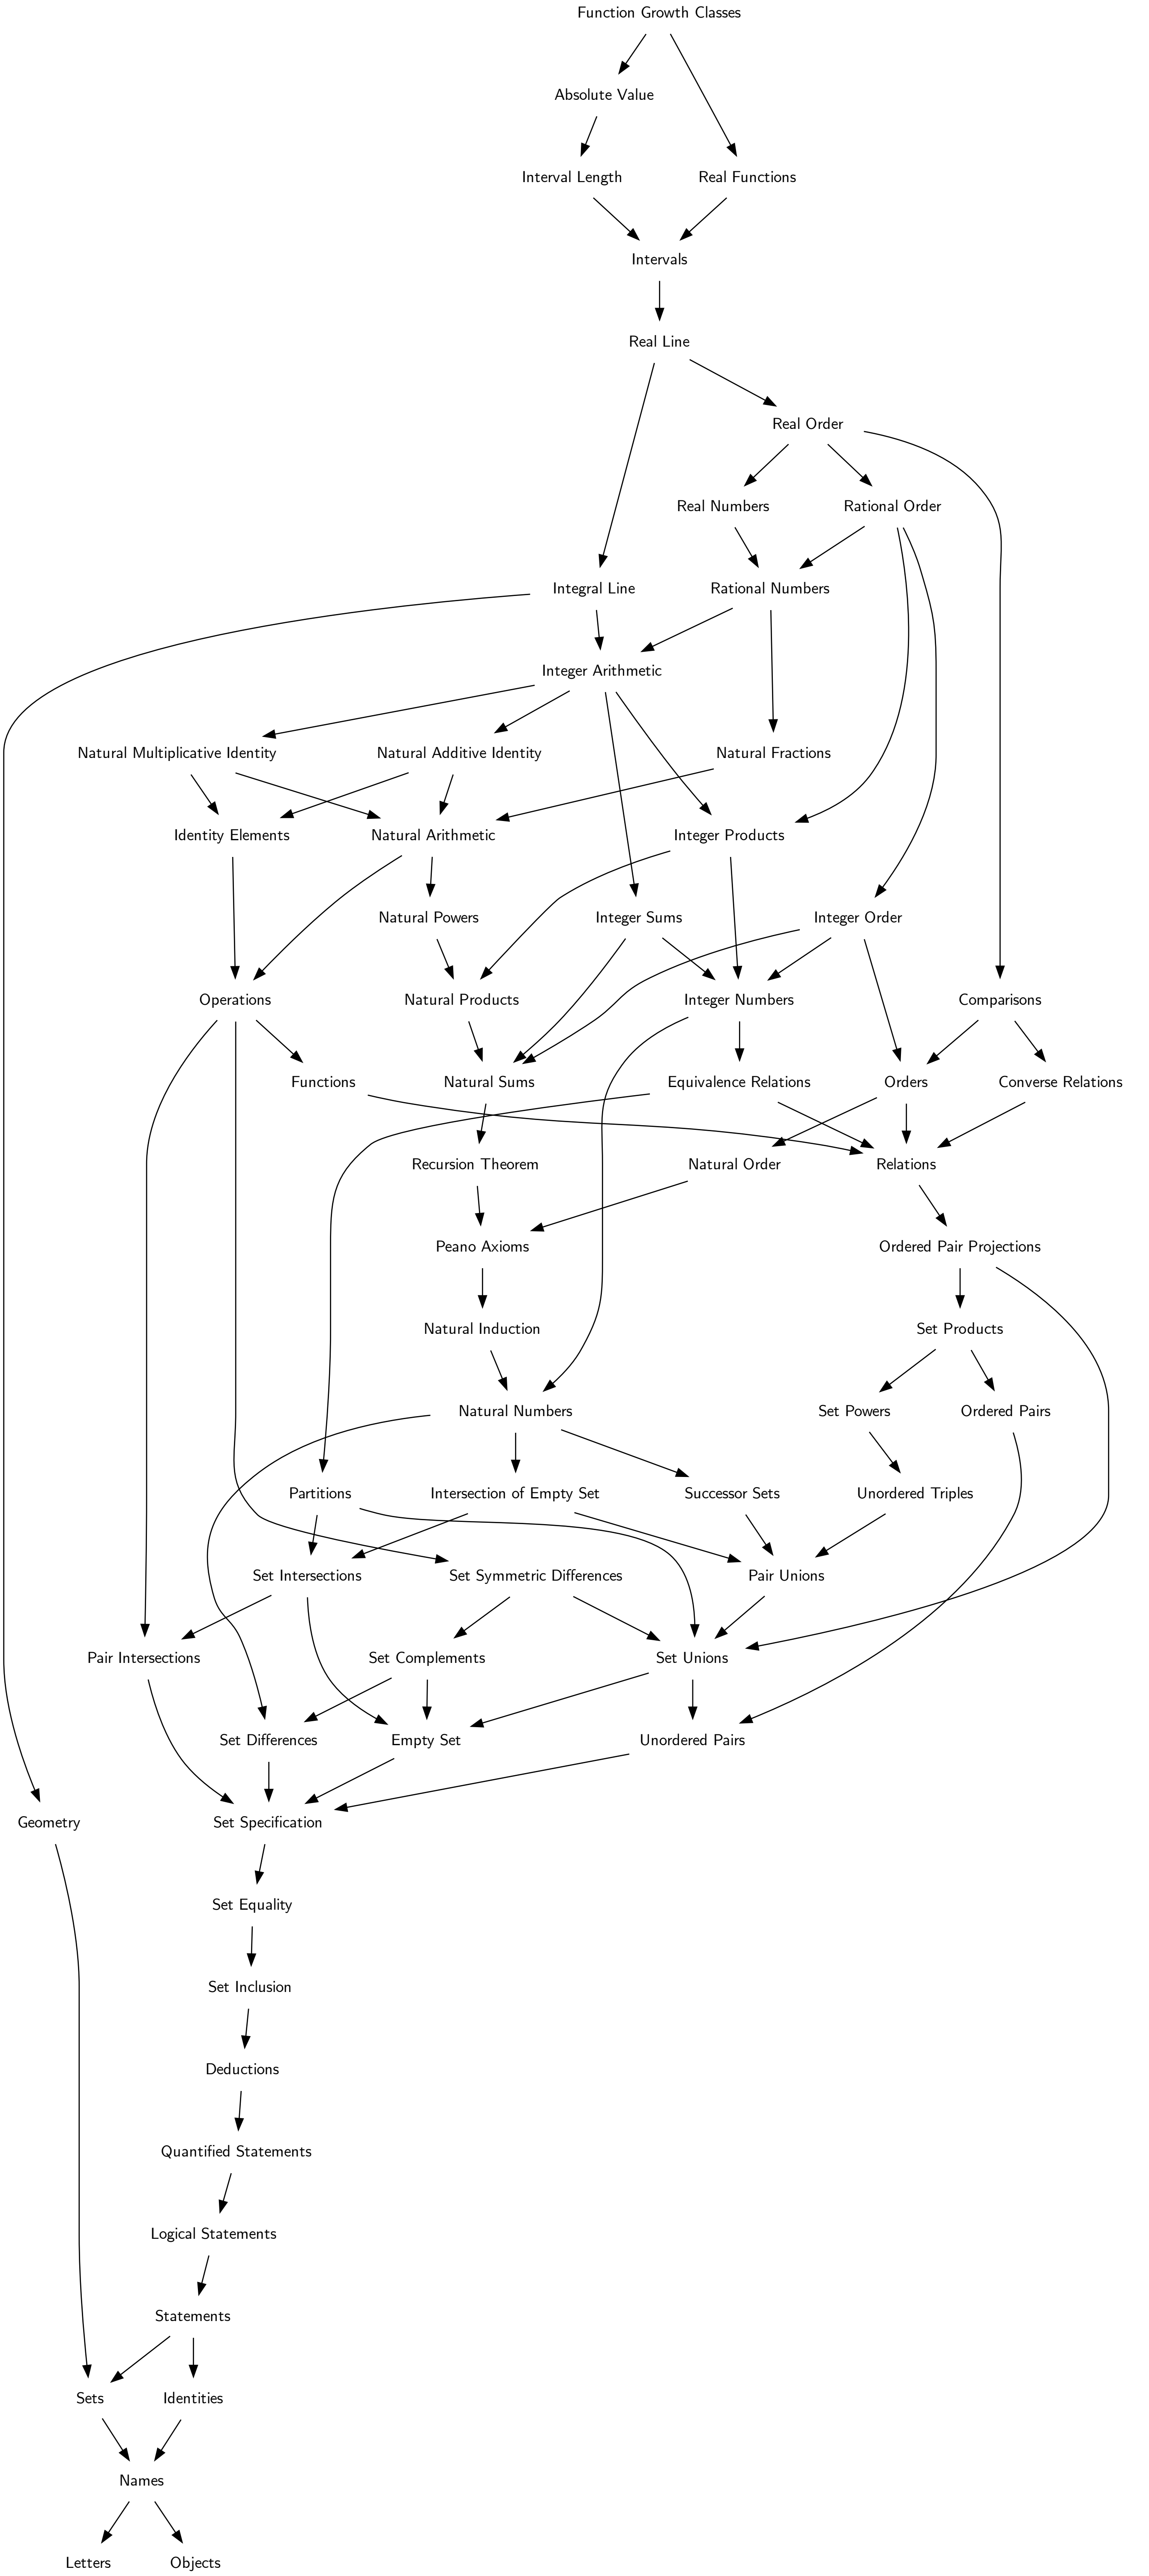 Function Growth Classes
Absolute Value
Interval Length
Real Functions
Intervals
Real Line
Real Order
Real Numbers
Rational Order
Integral Line
Rational Numbers
Integer Arithmetic
Natural Multiplicative Identity
Natural Additive Identity
Natural Fractions
Identity Elements
Natural Arithmetic
Integer Products
Natural Powers
Integer Sums
Integer Order
Operations
Natural Products
Integer Numbers
Comparisons
Functions
Natural Sums
Equivalence Relations
Orders
Converse Relations
Recursion Theorem
Natural Order
Relations
Peano Axioms
Ordered Pair Projections
Natural Induction
Set Products
Natural Numbers
Set Powers
Ordered Pairs
Partitions
Intersection of Empty Set
Successor Sets
Unordered Triples
Set Intersections
Set Symmetric Differences
Pair Unions
Pair Intersections
Set Complements
Set Unions
Set Differences
Empty Set
Unordered Pairs
Geometry
Set Specification
Set Equality
Set Inclusion
Deductions
Quantified Statements
Logical Statements
Statements
Sets
Identities
Names
Letters
Objects